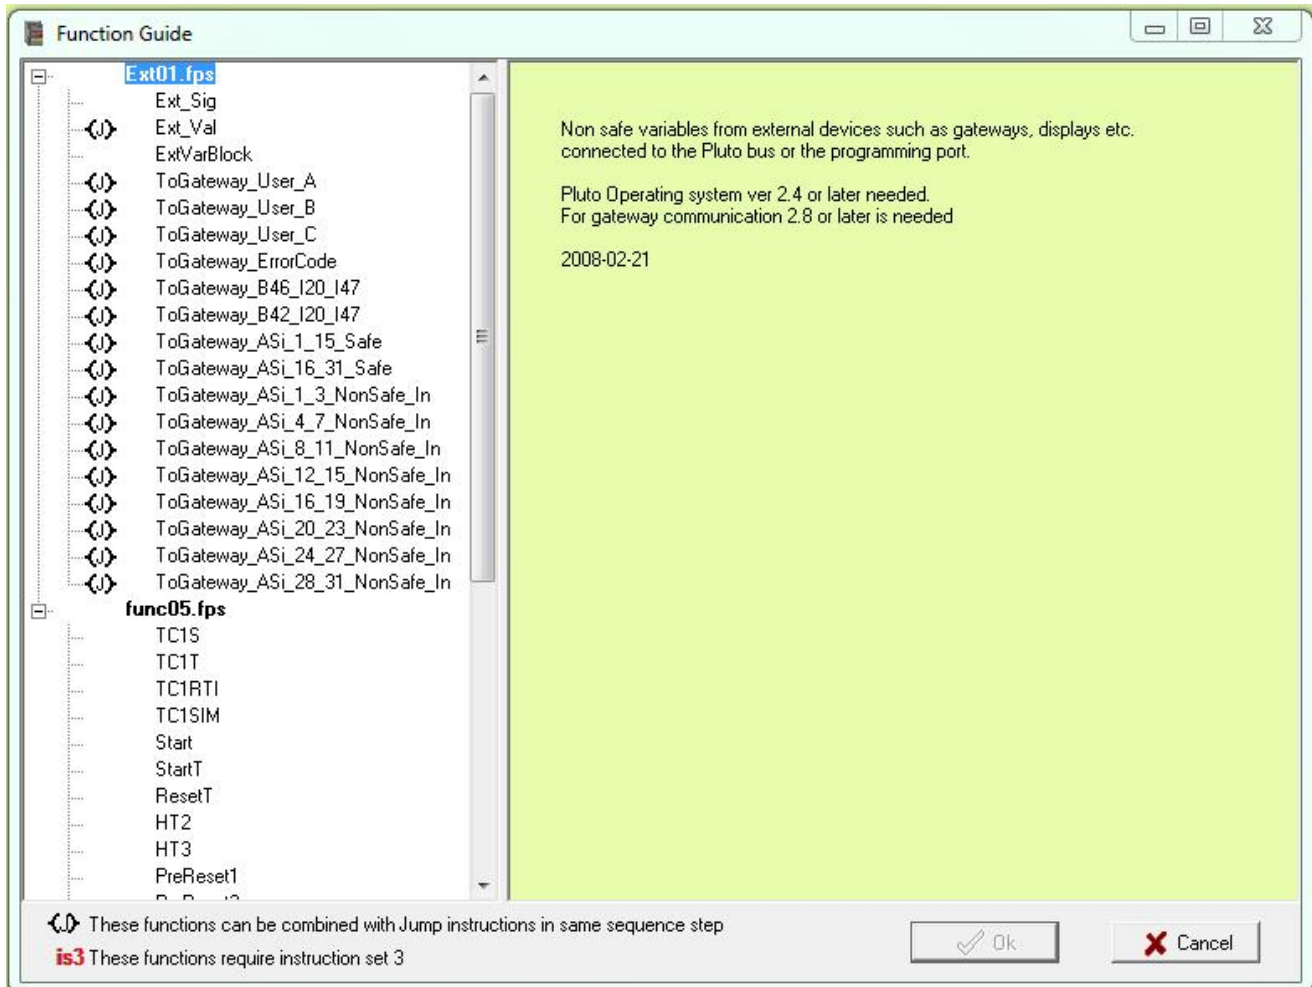 Function Guide
Ext01.fps
Ext_Sig
Ext_Val
ExtVarBlock
ToGateway_User_A
ToGateway_User_B
ToGateway_User_C
ToGateway_ErrorCode
ToGateway_B46_I20_I47
ToGateway_B42_I20_I47
ToGateway_ASi_1_15_Safe
ToGateway_ASi_16_31_Safe
ToGateway_ASi_1_3_NonSafe_In
ToGateway_ASi_4_7_NonSafe_In
ToGateway_ASi_8_11_NonSafe_In
ToGateway_ASi_12_15_NonSafe_In
ToGateway_ASi_16_19_NonSafe_In
ToGateway_ASi_20_23_NonSafe_In
ToGateway_ASi_24_27_NonSafe_In
ToGateway_ASi_28_31_NonSafe_In
func05.fps
TC1S
TC1T
TC1RTI
TC1SIM
Start
StartT
ResetT
HT2
HT3
PreReset1
Non safe variables from external devices such as gateways, displays etc.
connected to the Pluto bus or the programming port.
Pluto Operating system ver 2.4 or later needed.
For gateway communication 2.8 or later is needed
2008-02-21
(J) These functions can be combined with Jump instructions in same sequence step
is3 These functions require instruction set 3
Ok
Cancel